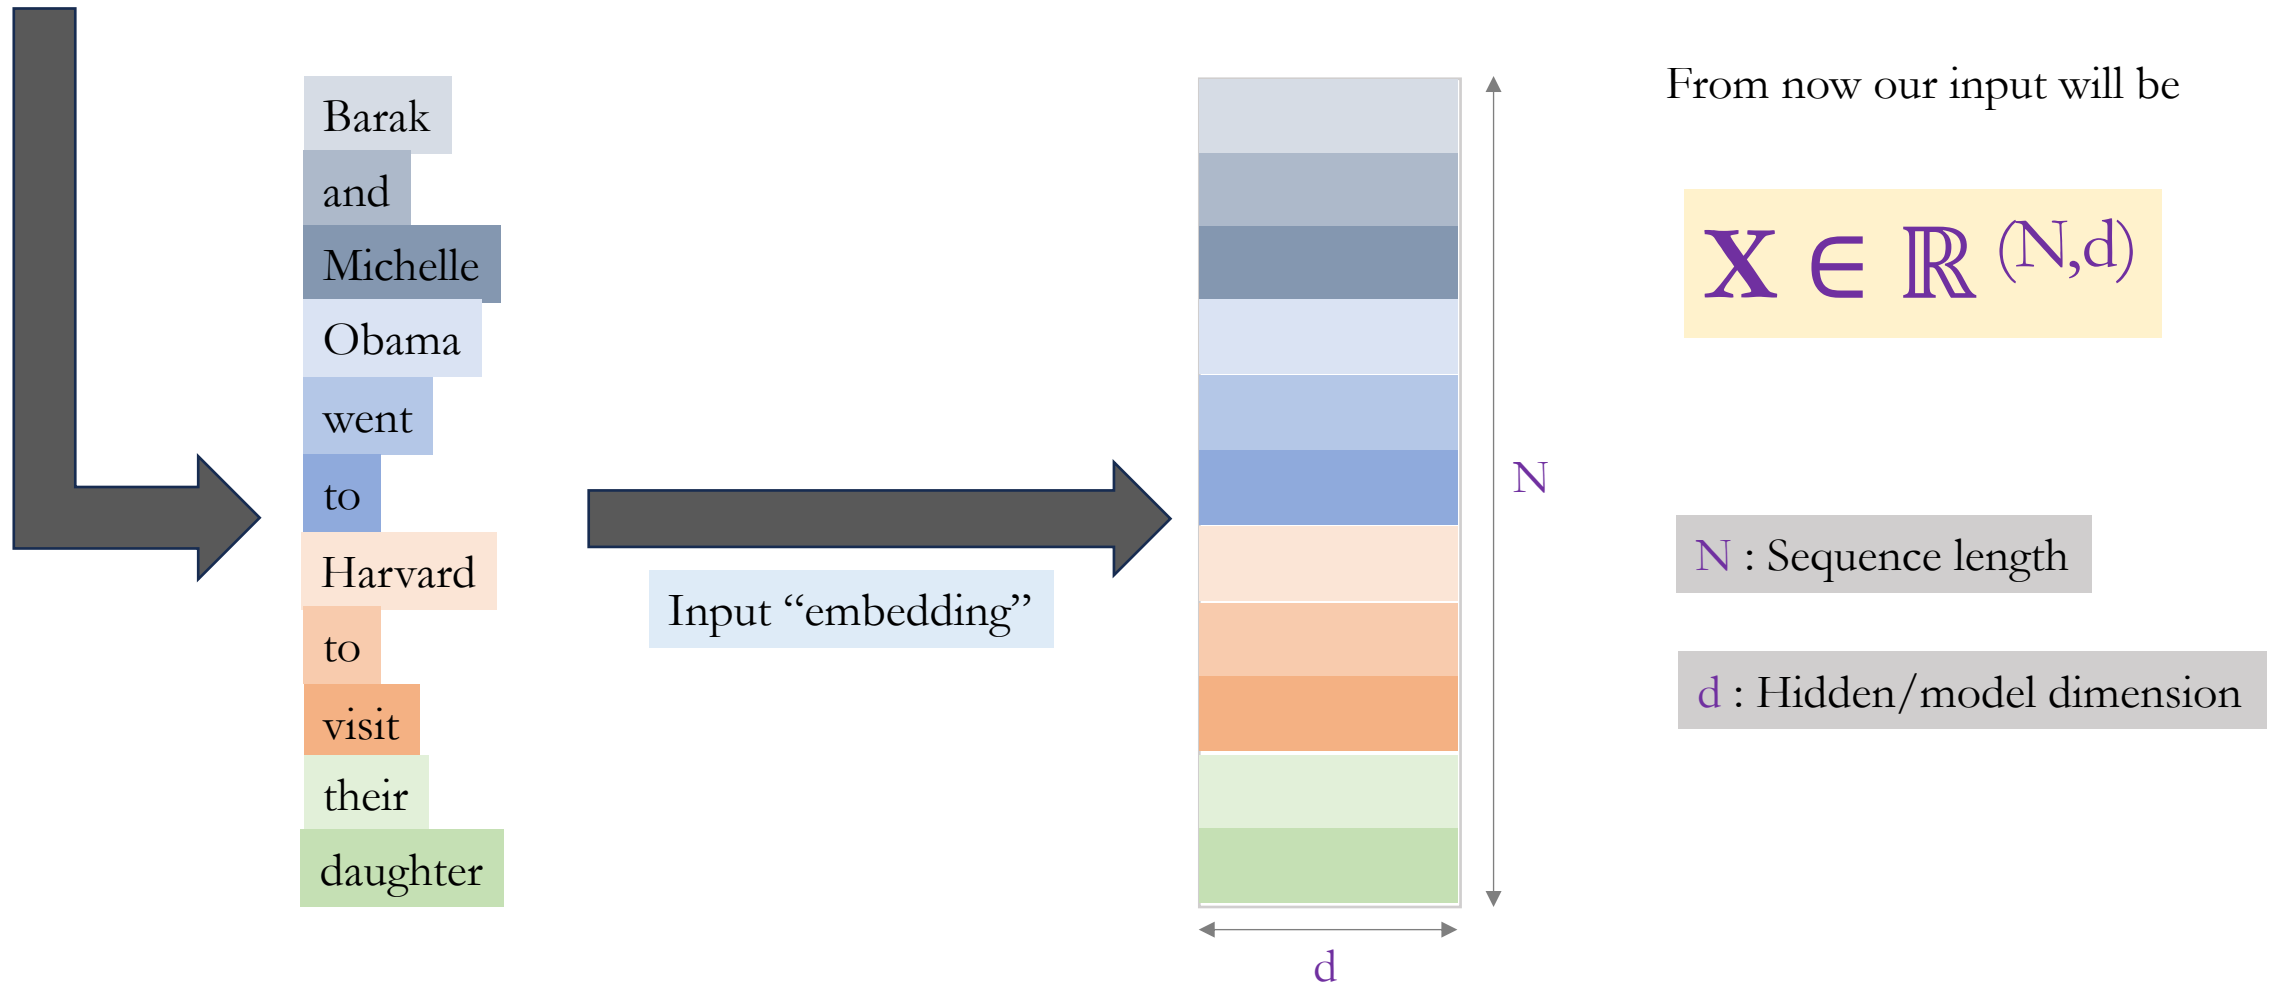 Barak
and
Michelle
Obama
went
to
Harvard
to
visit
their
daughter
Input “embedding”
N
d
From now our input will be
X ∈ ℝ (N,d)
N : Sequence length
d : Hidden/model dimension